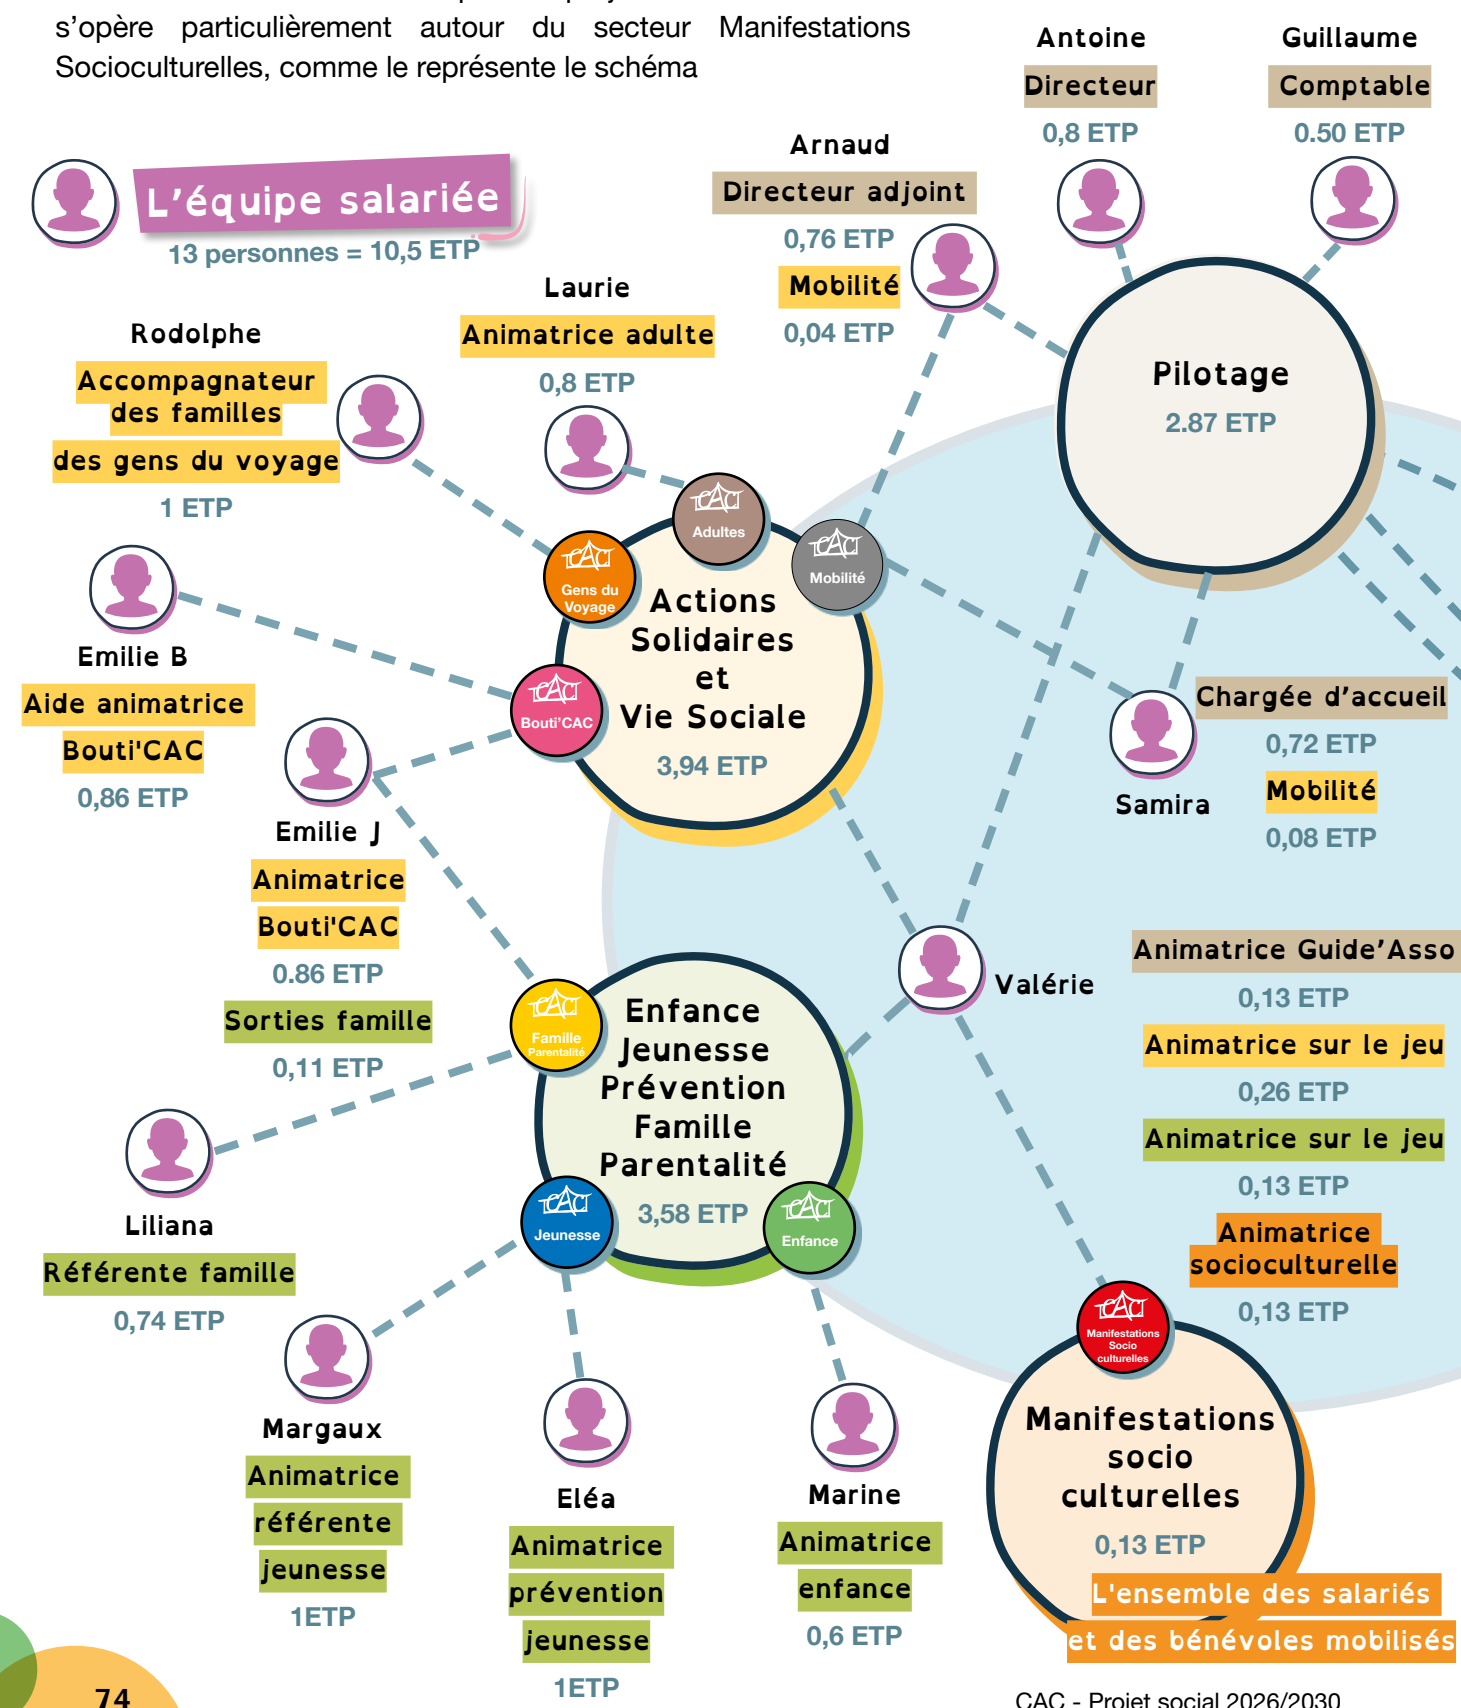 s'opère particulièrement autour du secteur Manifestations
Socioculturelles, comme le représente le schéma
L'équipe salariée
13 personnes = 10,5 ETP
Antoine
Directeur
0,8 ETP
Guillaume
Comptable
0.50 ETP
Arnaud
Directeur adjoint
0,76 ETP
Mobilité
0,04 ETP
Laurie
Animatrice adulte
0,8 ETP
Rodolphe
Accompagnateur
des familles
des gens du voyage
1 ETP
Pilotage
2.87 ETP
CAC
Adultes
CAC
Mobilité
CAC
Gens du
Voyage
CAC
Bouti'CAC
Actions
Solidaires
et
Vie Sociale
3,94 ETP
Emilie B
Aide animatrice
Bouti'CAC
0,86 ETP
Emilie J
Animatrice
Bouti'CAC
0.86 ETP
Sorties famille
0,11 ETP
Samira
Chargée d'accueil
0,72 ETP
Mobilité
0,08 ETP
Valérie
Animatrice Guide'Asso
0,13 ETP
Animatrice sur le jeu
0,26 ETP
Animatrice sur le jeu
0,13 ETP
Animatrice
socioculturelle
0,13 ETP
CAC
Famille
Parentalité
Enfance
Jeunesse
Prévention
Famille
Parentalité
3,58 ETP
CAC
Jeunesse
CAC
Enfance
Liliana
Référente famille
0,74 ETP
Margaux
Animatrice
référente
jeunesse
1ETP
Eléa
Animatrice
prévention
jeunesse
1ETP
Marine
Animatrice
enfance
0,6 ETP
CAC
Manifestations
Socio
culturelles
Manifestations
socio
culturelles
0,13 ETP
L'ensemble des salariés
et des bénévoles mobilisés
74
CAC - Projet social 2026/2030